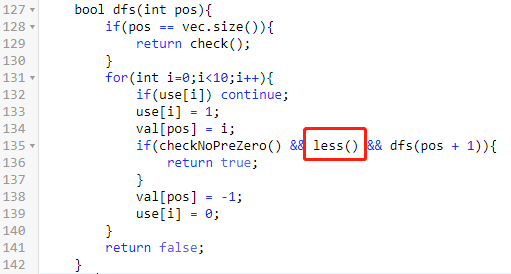 127 bool dfs(int pos){
128 if(pos == vec.size()){
129 return check();
130 }
131 for(int i=0;i<10;i++){
132 if(use[i]) continue;
133 use[i] = 1;
134 val[pos] = i;
135 if(checkNoPreZero() && less() && dfs(pos + 1)){
136 return true;
137 }
138 val[pos] = -1;
139 use[i] = 0;
140 }
141 return false;
142 }